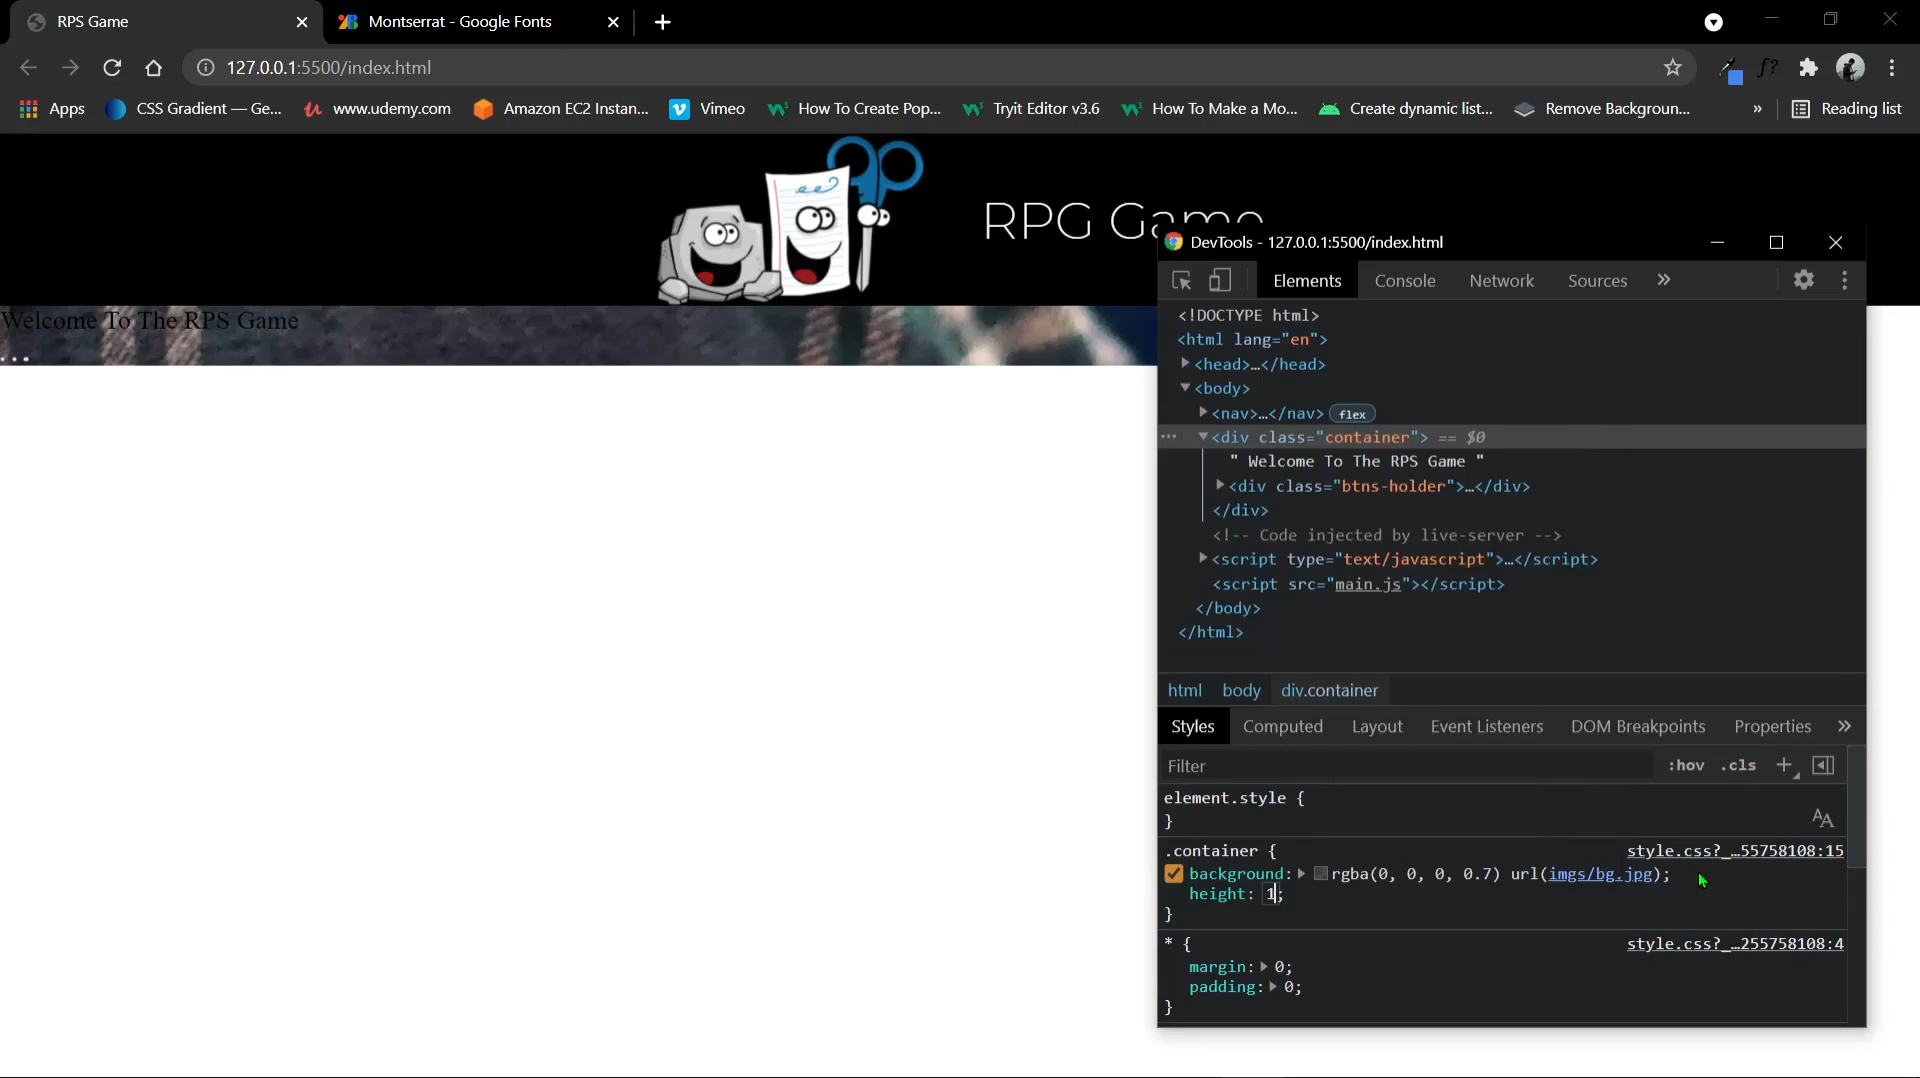 RPS Game
Montserrat - Google Fonts
127.0.0.1:5500/index.html
f?
Apps
CSS Gradient — Ge...
www.udemy.com
Amazon EC2 Instan...
Vimeo
How To Create Pop...
Tryit Editor v3.6
How To Make a Mo...
Create dynamic list...
Remove Backgroun...
»
Reading list
RPG Game
Welcome To The RPS Game
DevTools - 127.0.0.1:5500/index.html
Elements
Console
Network
Sources
»
<!DOCTYPE html>
<html lang="en">
<head>…</head>
<body>
<nav>…</nav> flex
<div class="container"> == $0
" Welcome To The RPS Game "
<div class="btns-holder">…</div>
</div>
<!-- Code injected by live-server -->
<script type="text/javascript">…</script>
<script src="main.js"></script>
</body>
</html>
html body div.container
Styles
Computed
Layout
Event Listeners
DOM Breakpoints
Properties
»
Filter
:hov .cls +
element.style {
}
.container {
style.css?_…55758108:15
background: rgba(0, 0, 0, 0.7) url(imgs/bg.jpg);
height: 1;
}
* {
style.css?_…255758108:4
margin: 0;
padding: 0;
}